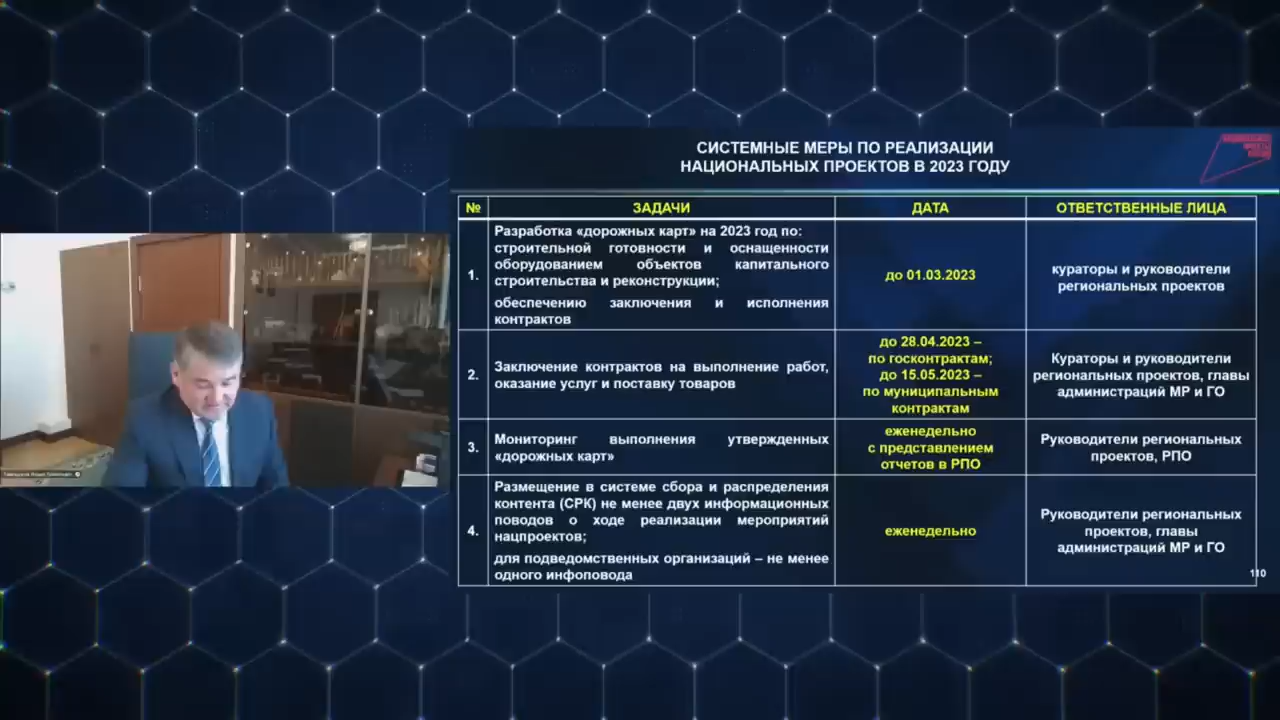 СИСТЕМНЫЕ МЕРЫ ПО РЕАЛИЗАЦИИ
НАЦИОНАЛЬНЫХ ПРОЕКТОВ В 2023 ГОДУ
№
ЗАДАЧИ
ДАТА
ОТВЕТСТВЕННЫЕ ЛИЦА
1.
Разработка «дорожных карт» на 2023 год по:
строительной готовности и оснащенности
оборудованием объектов капитального
строительства и реконструкции;
обеспечению заключения и исполнения
контрактов
до 01.03.2023
кураторы и руководители
региональных проектов
2.
Заключение контрактов на выполнение работ,
оказание услуг и поставку товаров
до 28.04.2023 –
по госконтрактам;
до 15.05.2023 –
по муниципальным
контрактам
Кураторы и руководители
региональных проектов, главы
администраций МР и ГО
3.
Мониторинг выполнения утвержденных
«дорожных карт»
еженедельно
с представлением
отчетов в РПО
Руководители региональных
проектов, РПО
4.
Размещение в системе сбора и распределения
контента (СРК) не менее двух информационных
поводов о ходе реализации мероприятий
нацпроектов;
для подведомственных организаций – не менее
одного инфоповода
еженедельно
Руководители региональных
проектов, главы
администраций МР и ГО
110